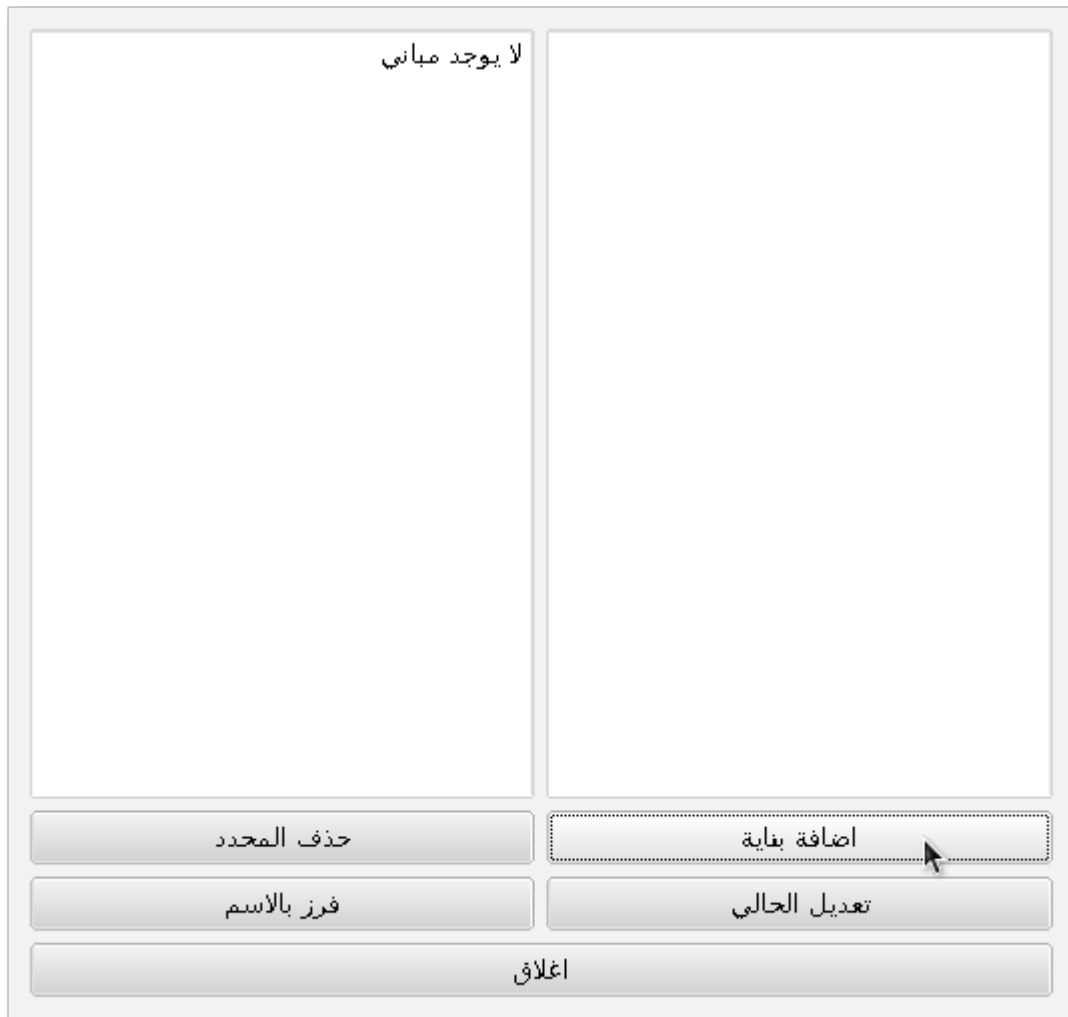 لا يوجد مباني
اضافة بناية
حذف المحدد
تعديل الحالي
فرز بالاسم
اغلاق